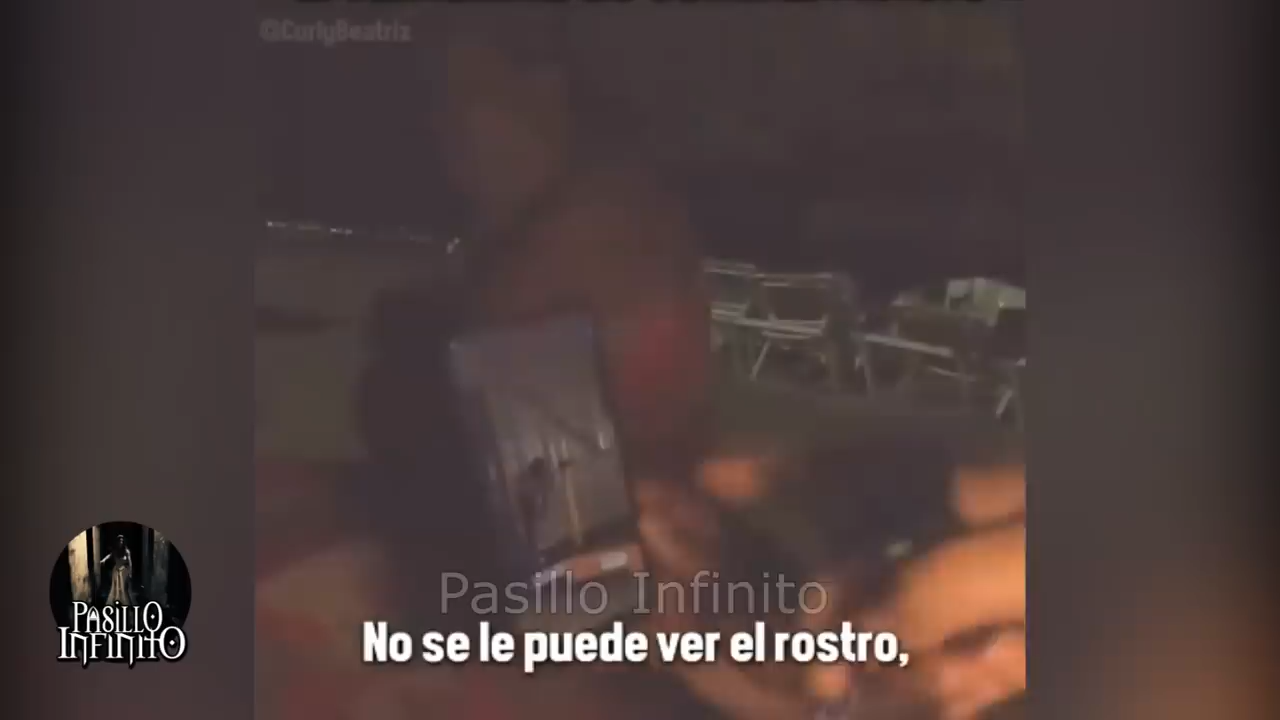 @CurlyBeatriz
Pasillo Infinito
No se le puede ver el rostro,
PASILLO
INFINITO